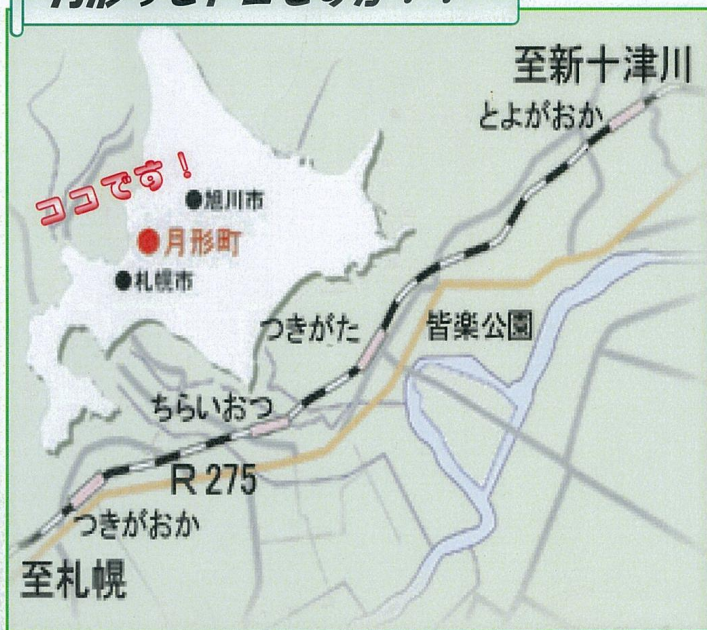 至新十津川
とよがおか
ココです！
旭川市
月形町
札幌市
つきがた
皆楽公園
ちらいおつ
R275
つきがおか
至札幌